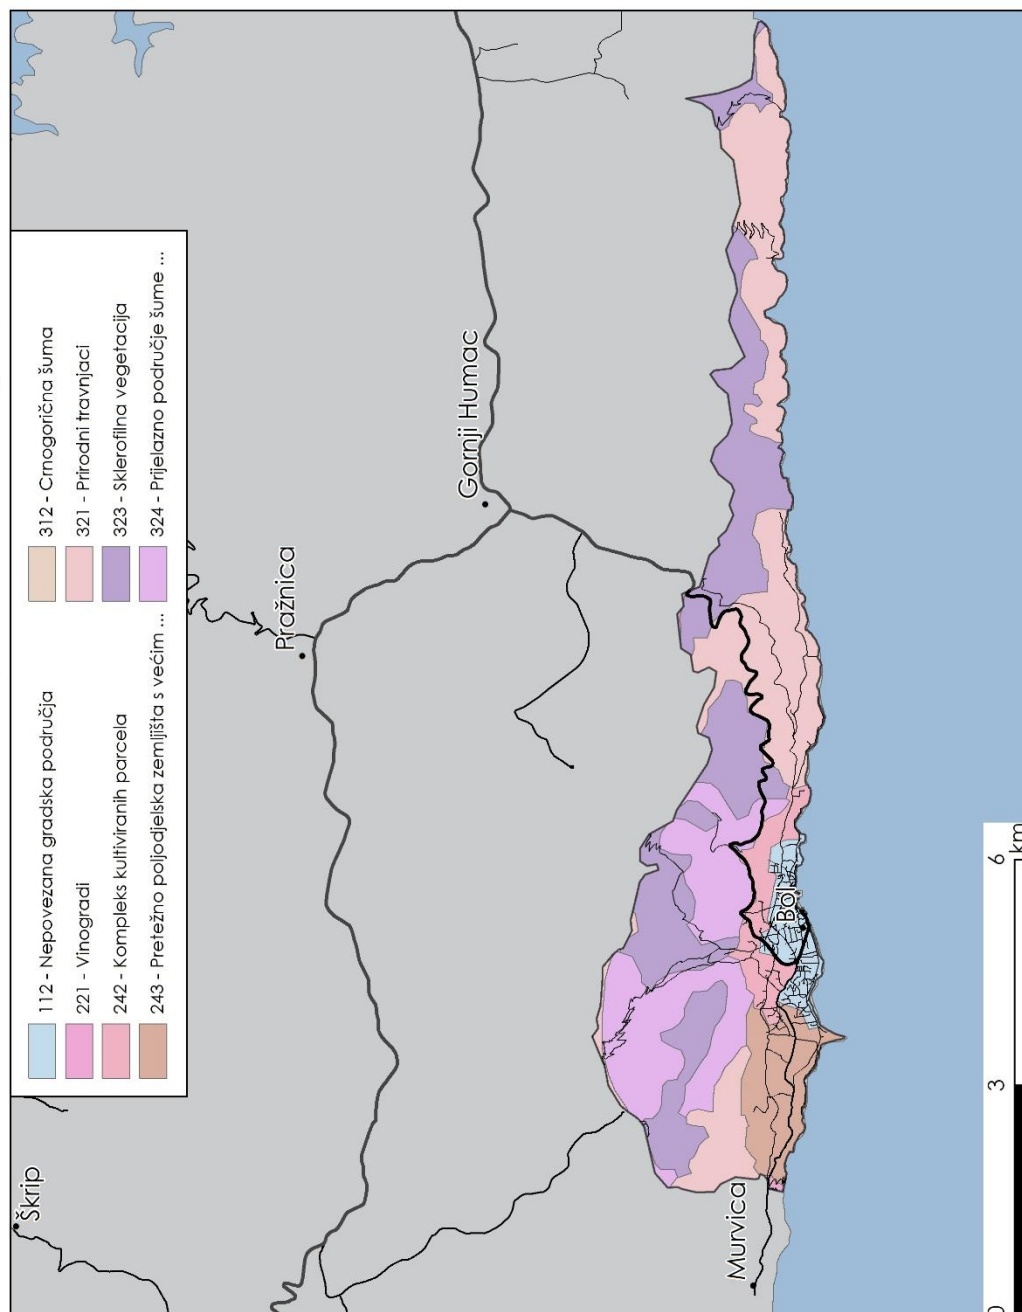 112 - Nepovezana gradska područja
221 - Vinogradi
242 - Kompleks kultiviranih parcela
243 - Pretežno poljodjelska zemljišta s većim ...
312 - Crnogorična šuma
321 - Prirodni travnjaci
323 - Sklerofilna vegetacija
324 - Prijelazno područje šume ...
Škrip
Pražnica
Gornji Humac
Murvica
Bol
0
3
6
km